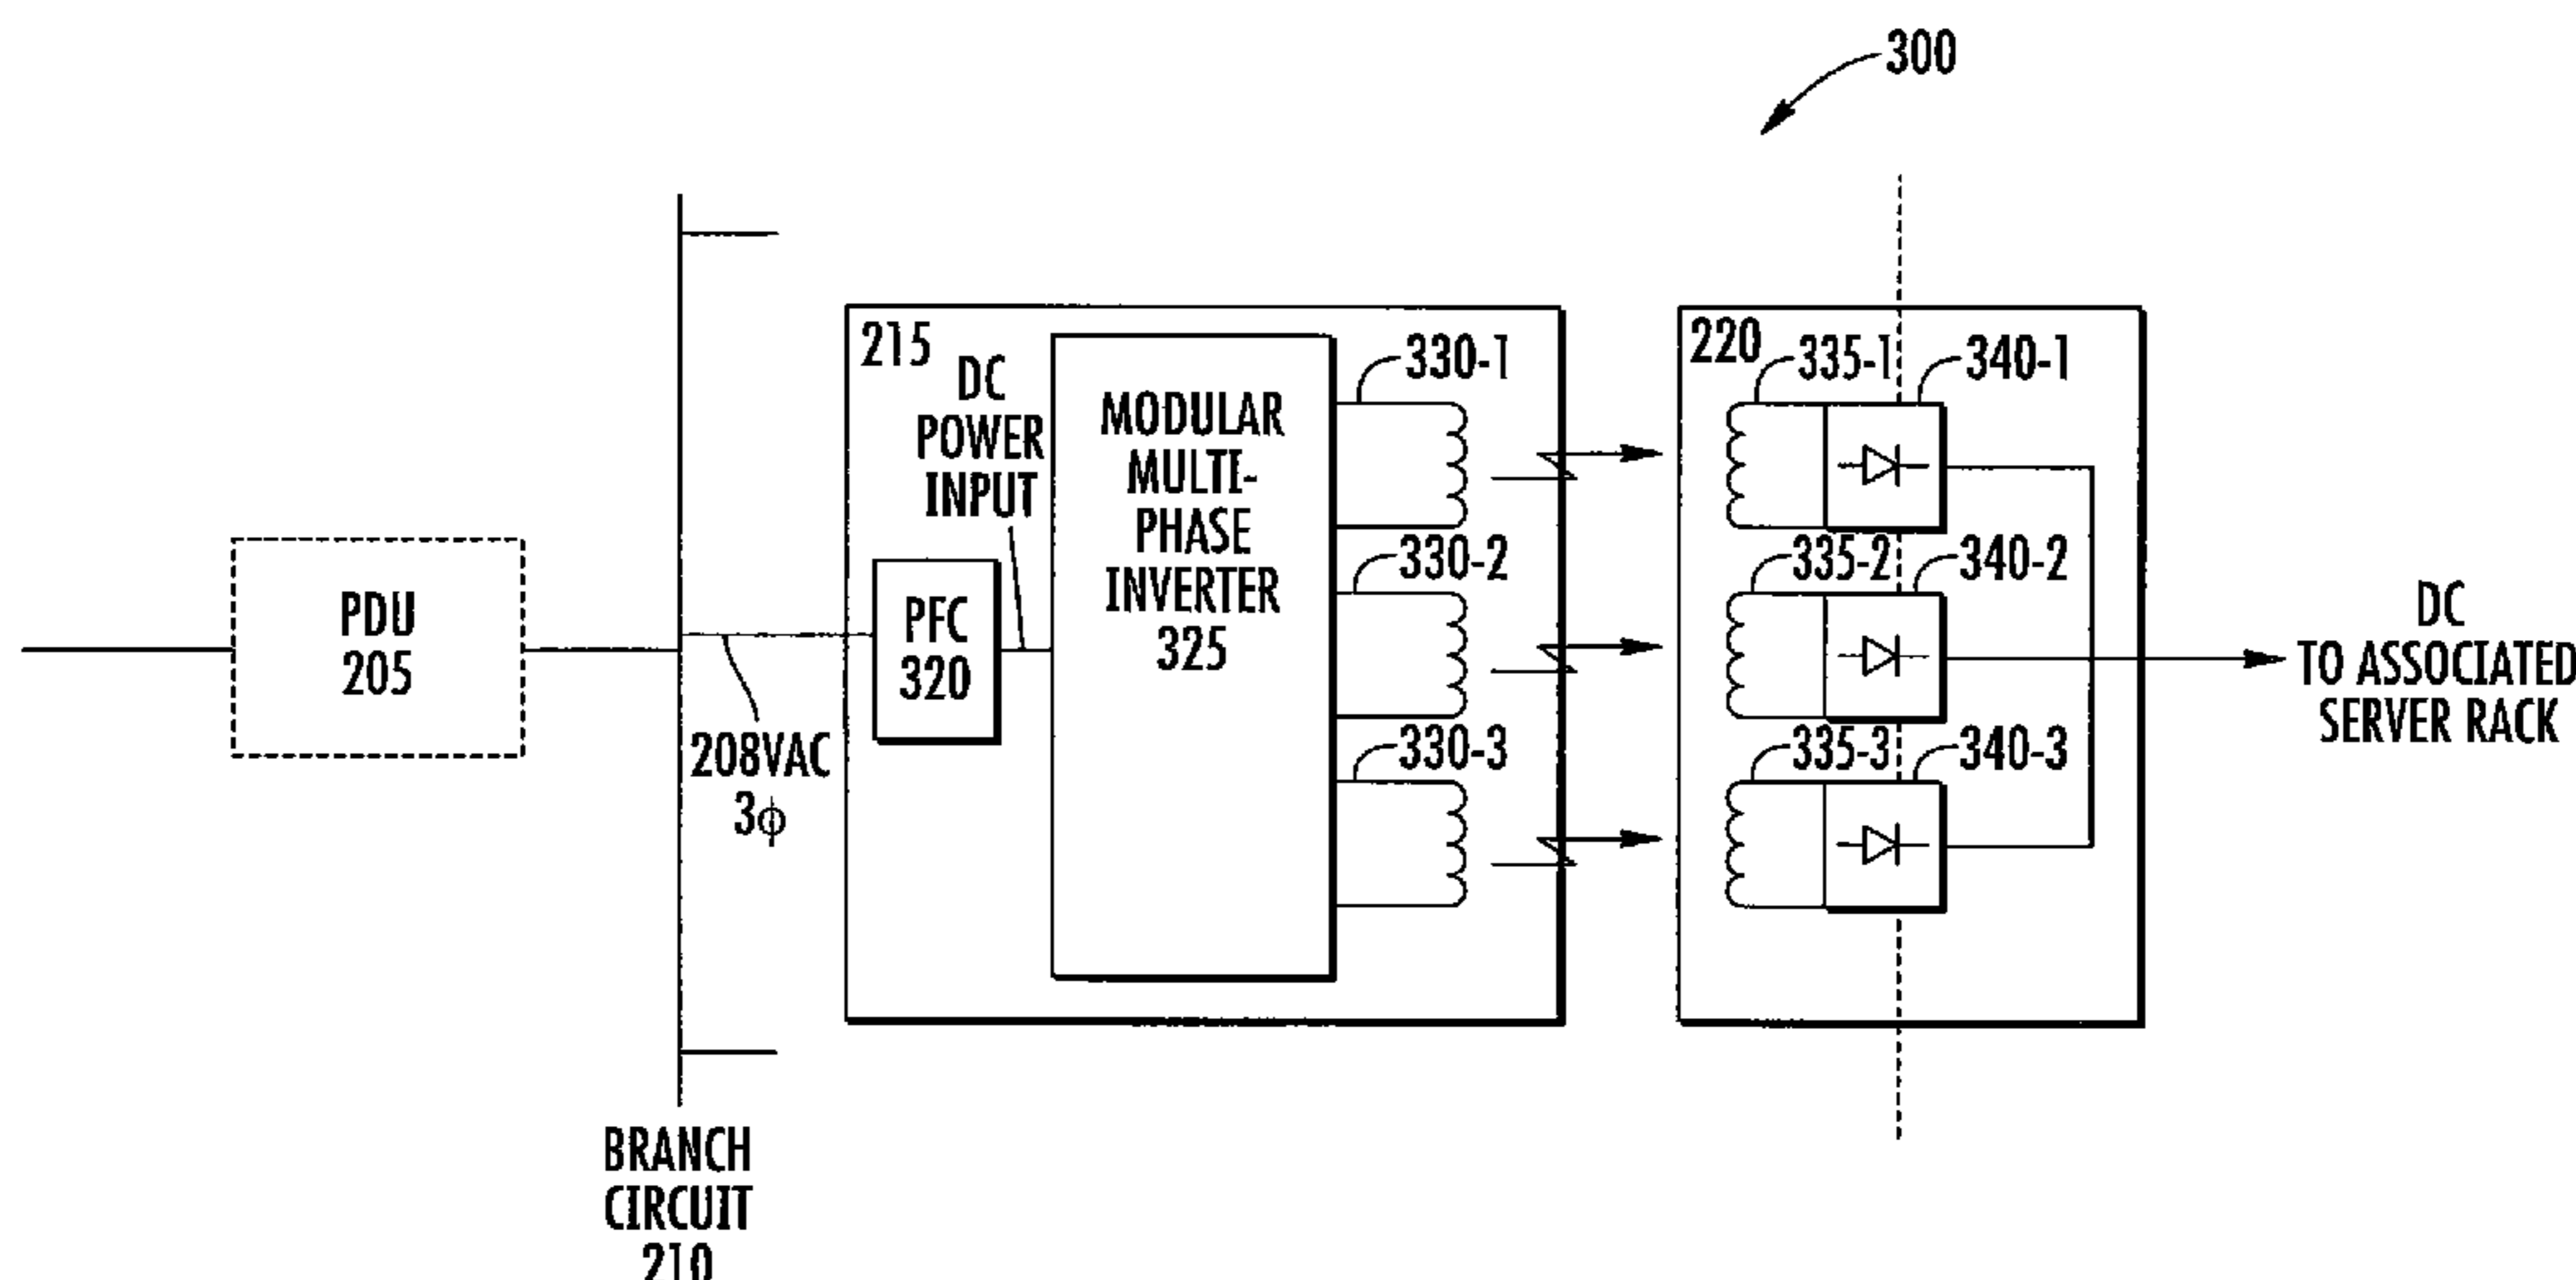 300
215
DC
POWER
INPUT
MODULAR
MULTI-
PHASE
INVERTER
325
330-1
330-2
330-3
220
335-1
340-1
335-2
340-2
335-3
340-3
PDU
205
PFC
320
208VAC
3ϕ
DC
TO ASSOCIATED
SERVER RACK
BRANCH
CIRCUIT
210